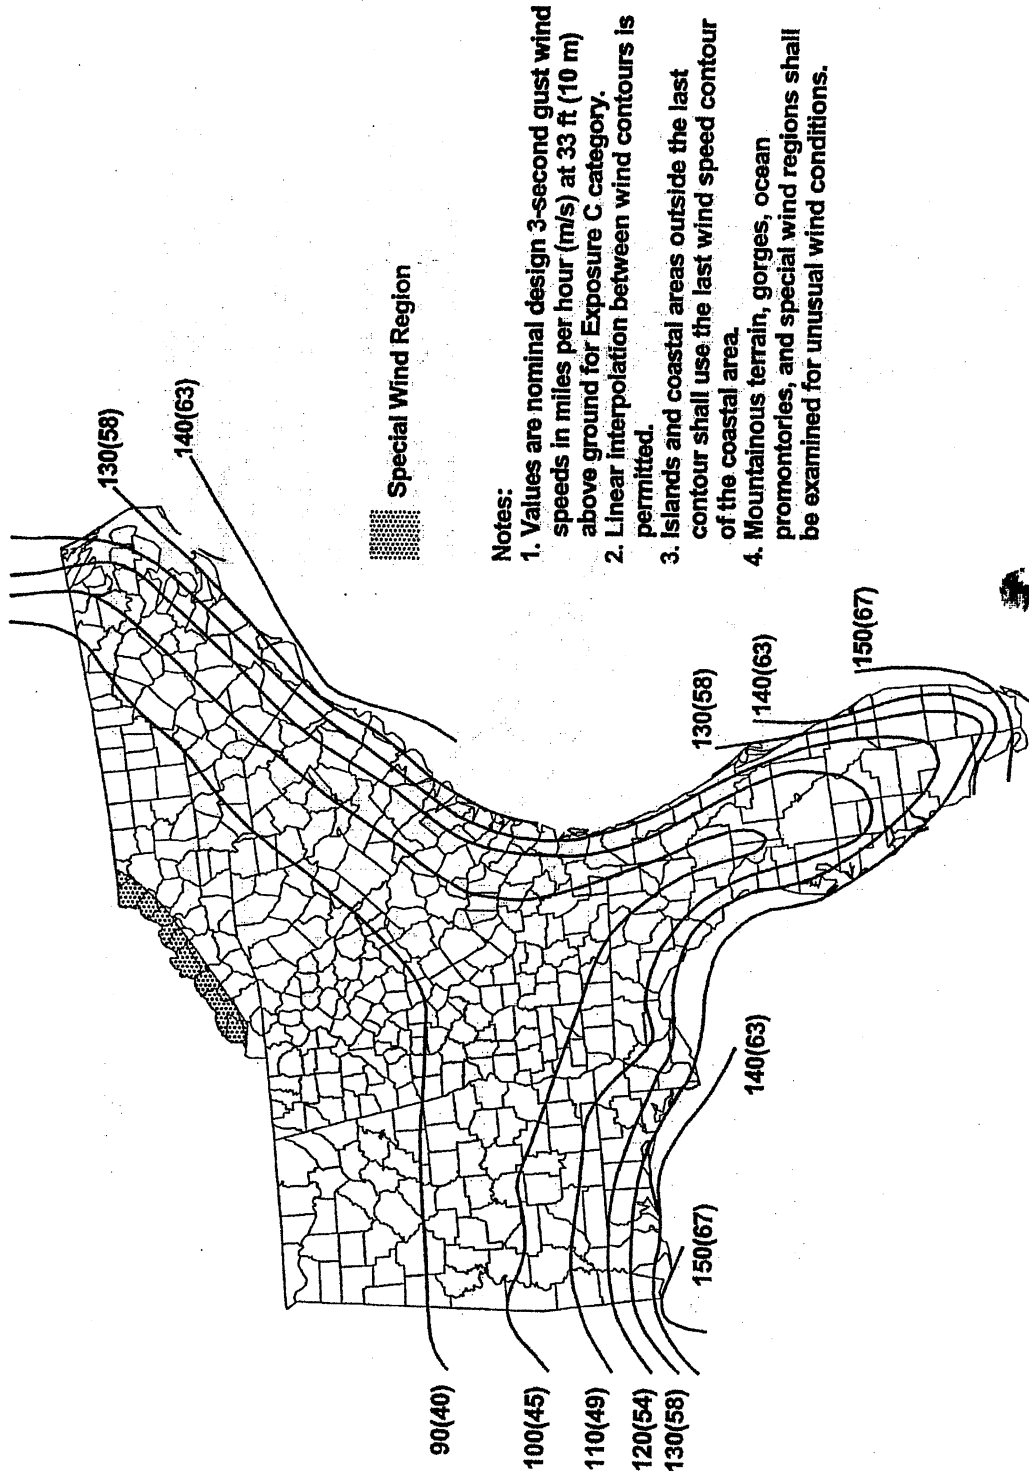 130(58)
140(63)
Special Wind Region
Notes:
1. Values are nominal design 3-second gust wind
speeds in miles per hour (m/s) at 33 ft (10 m)
above ground for Exposure C category.
2. Linear interpolation between wind contours is
permitted.
3. Islands and coastal areas outside the last
contour shall use the last wind speed contour
of the coastal area.
4. Mountainous terrain, gorges, ocean
promontories, and special wind regions shall
be examined for unusual wind conditions.
90(40)
100(45)
110(49)
120(54)
130(58)
150(67)
140(63)
130(58)
140(63)
150(67)